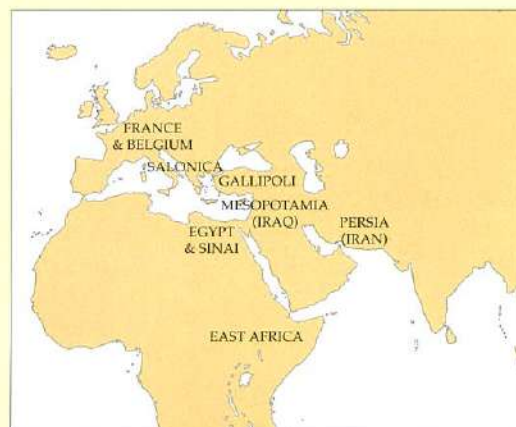 FRANCE
& BELGIUM
SALONICA
GALLIPOLI
MESOPOTAMIA
(IRAQ)
PERSIA
(IRAN)
EGYPT
& SINAI
EAST AFRICA